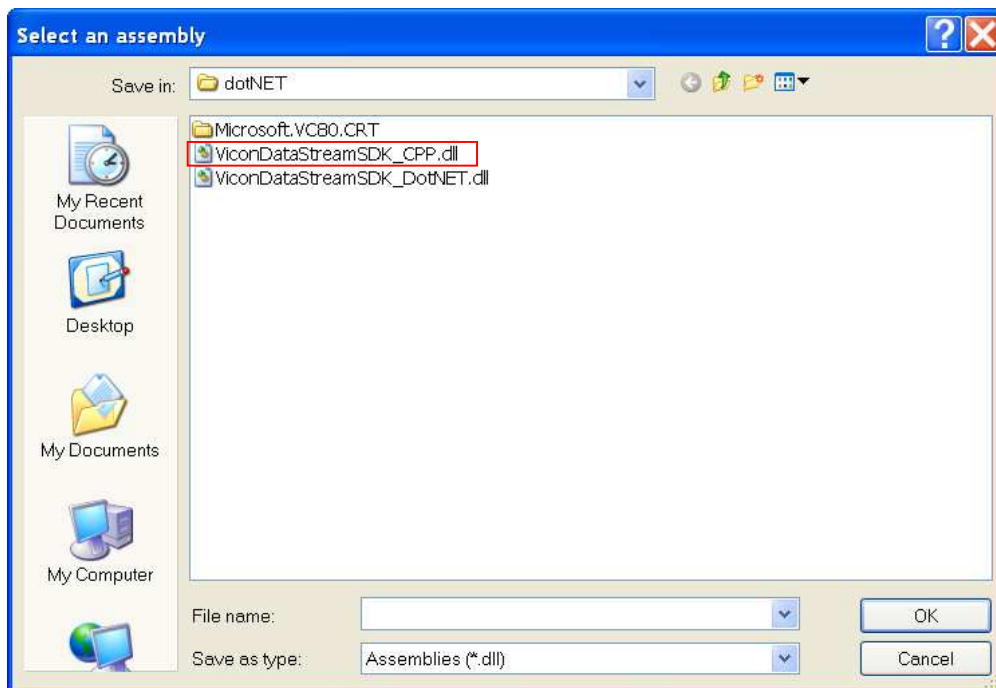 Select an assembly
Save in:
dotNET
Microsoft.VC80.CRT
ViconDataStreamSDK_CPP.dll
ViconDataStreamSDK_DotNET.dll
My Recent
Documents
Desktop
My Documents
My Computer
File name:
OK
Save as type:
Assemblies (*.dll)
Cancel